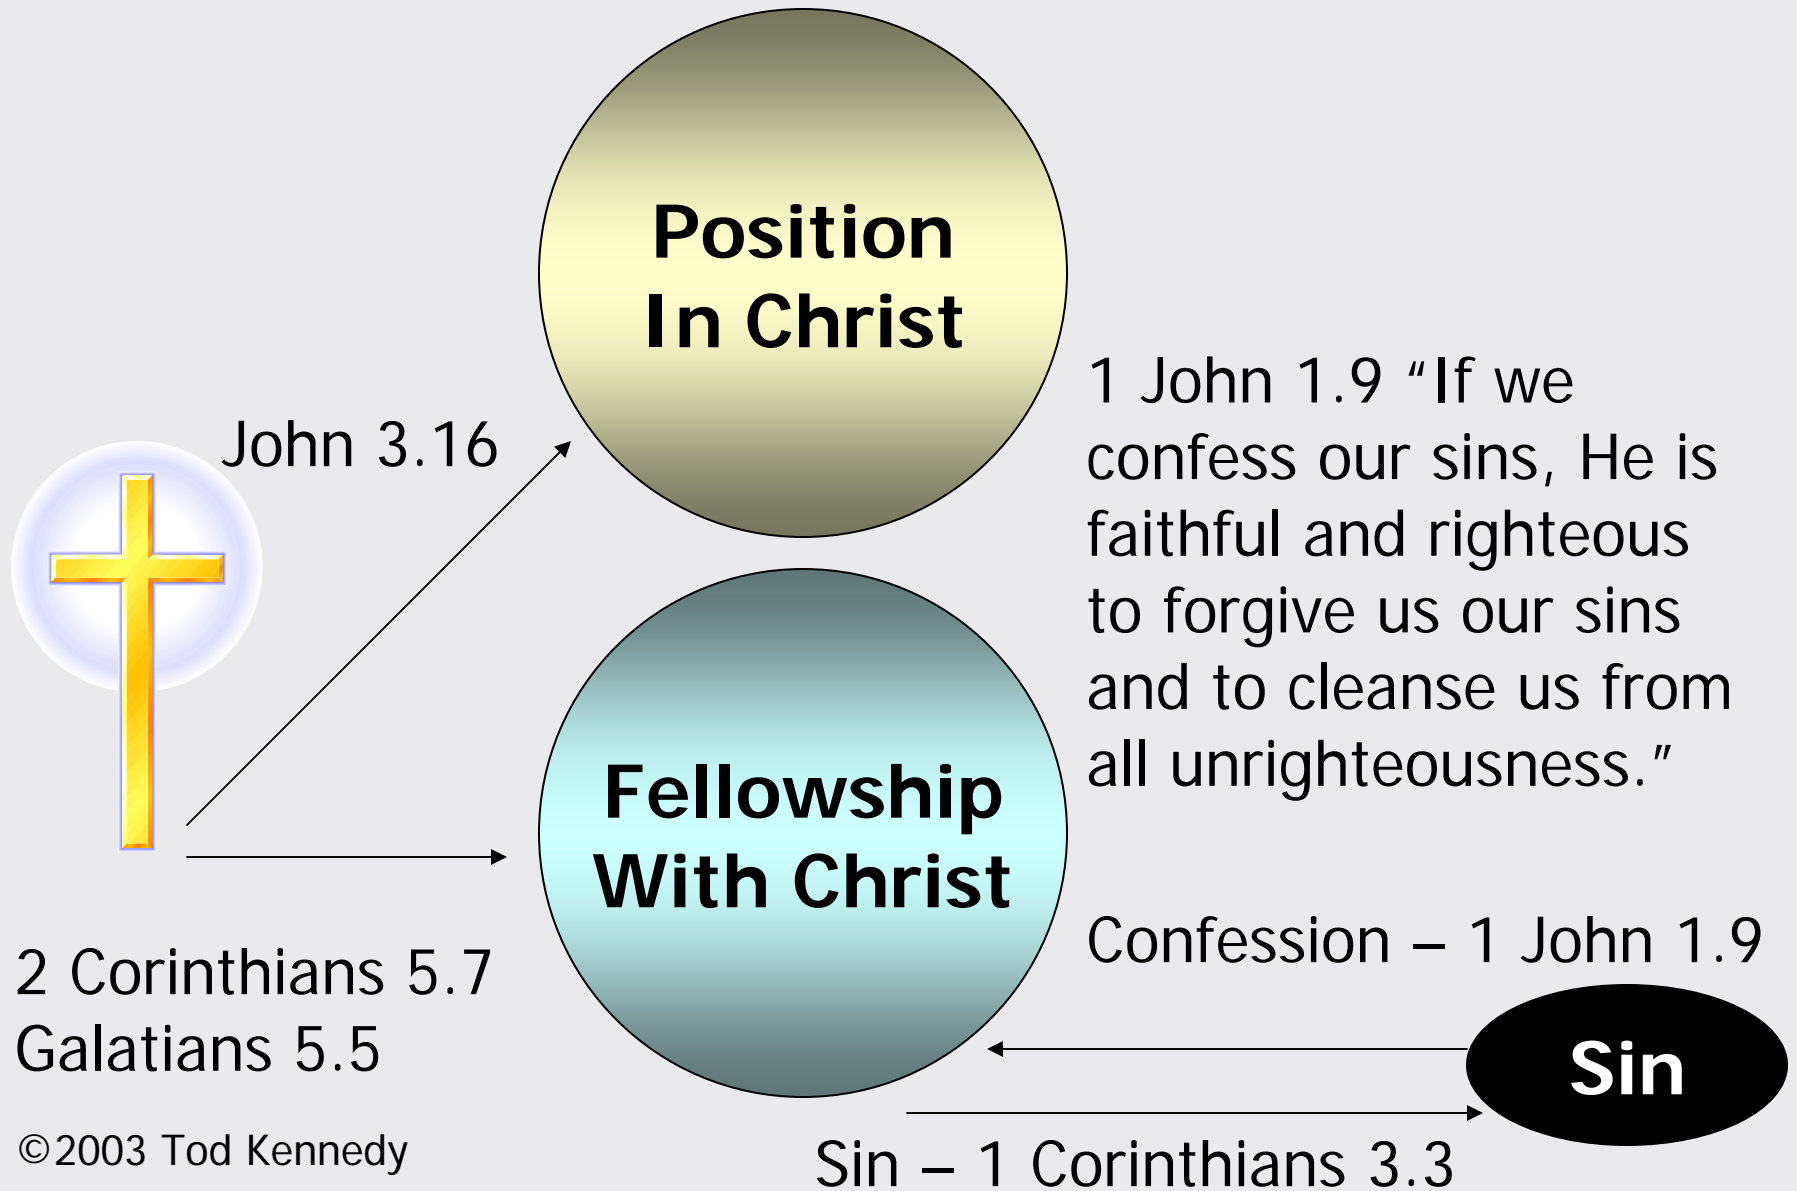 Position
In Christ
John 3.16
1 John 1.9 “If we
confess our sins, He is
faithful and righteous
to forgive us our sins
and to cleanse us from
all unrighteousness.”
Fellowship
With Christ
2 Corinthians 5.7
Galatians 5.5
Confession – 1 John 1.9
Sin
Sin – 1 Corinthians 3.3
©2003 Tod Kennedy